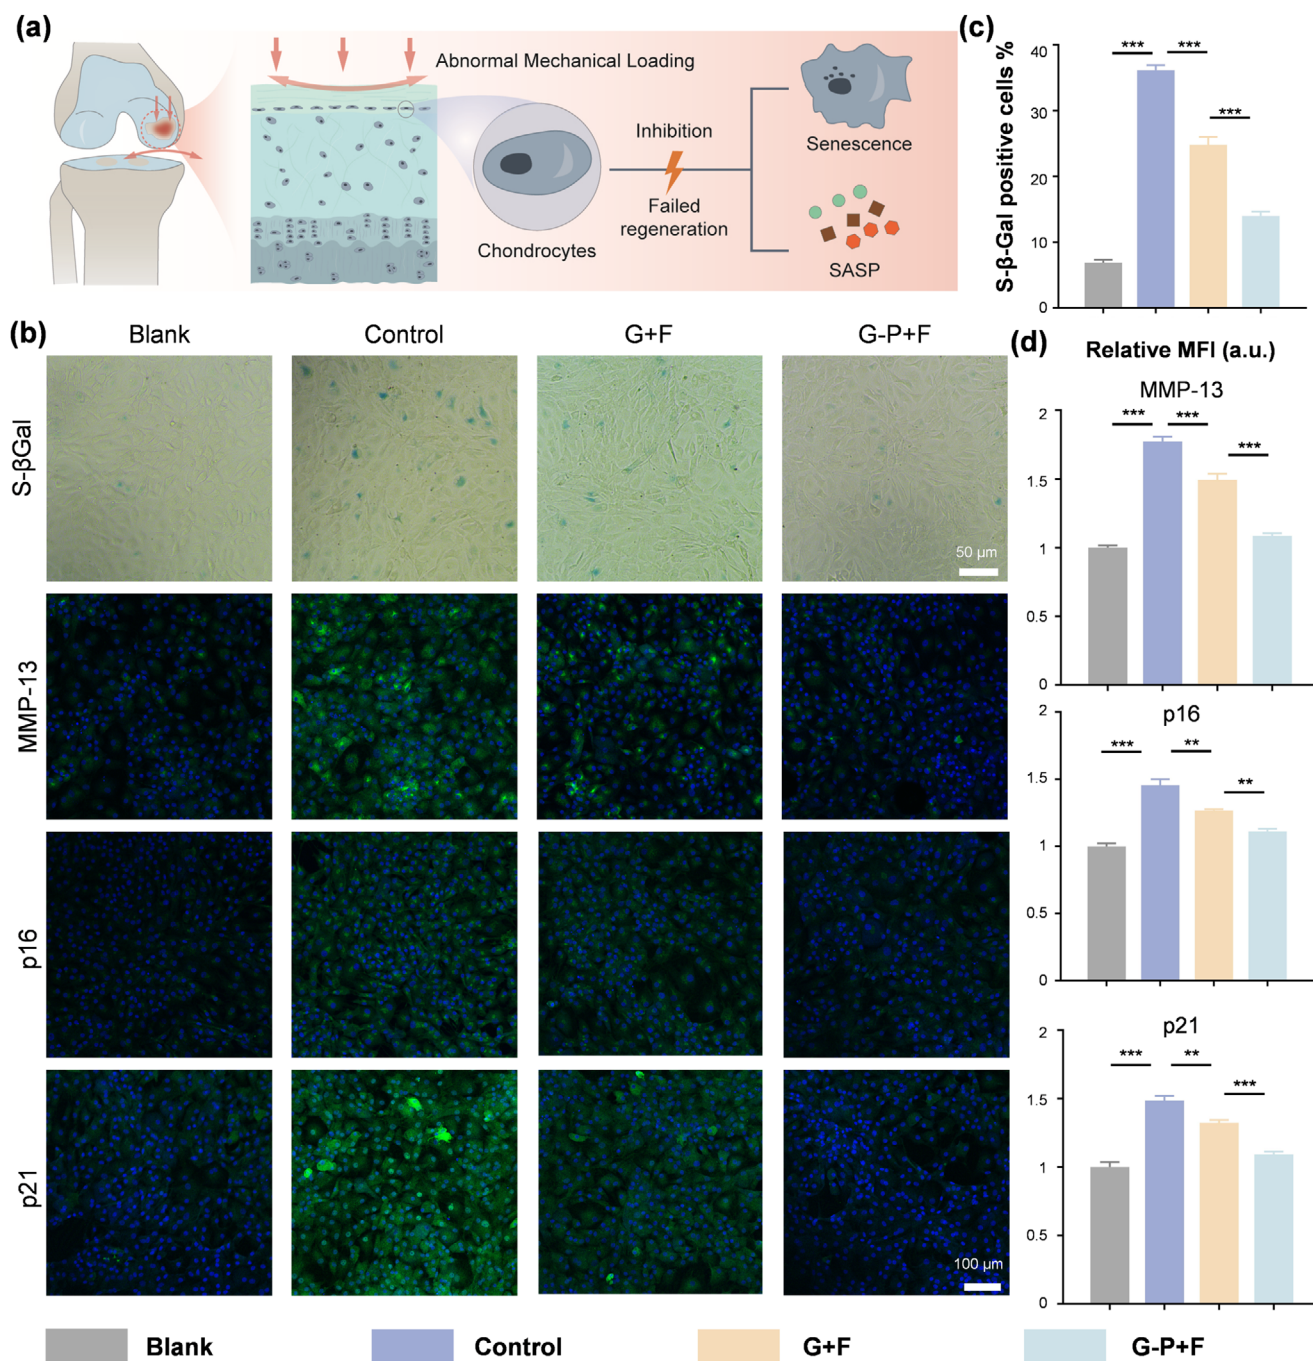 (a)
Abnormal Mechanical Loading
Chondrocytes
Inhibition
Failed
regeneration
Senescence
SASP
(b)
Blank
Control
G+F
G-P+F
S-βGal
50 μm
MMP-13
p16
p21
100 μm
(c)
S-β-Gal positive cells %
40
30
20
10
0
***
***
***
(d)
Relative MFI (a.u.)
MMP-13
2
1.5
1
0.5
0
***
***
***
p16
2
1.5
1
0.5
0
***
**
**
p21
2
1.5
1
0.5
0
***
**
***
Blank
Control
G+F
G-P+F